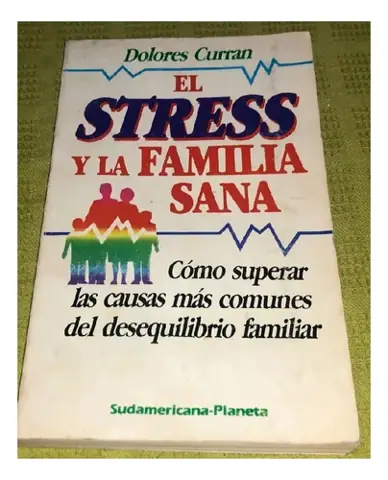 Dolores Curran
EL
STRESS
Y LA FAMILIA
SANA
Cómo superar
las causas más comunes
del desequilibrio familiar
Sudamericana-Planeta